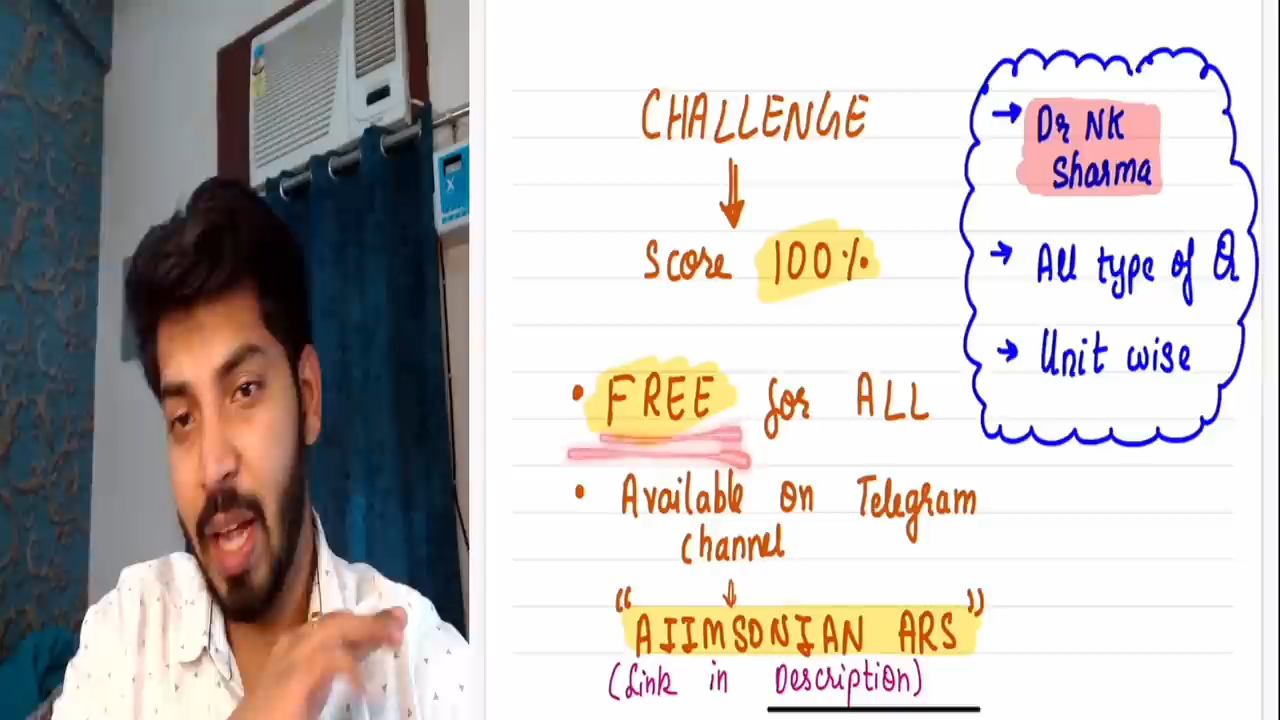 CHALLENGE
↓
Score 100%
• FREE for ALL
• Available on Telegram
channel
↓
“AIIMSONIAN ARS”
(Link in Description)
→ Dr NK
Sharma
→ All type of Q
→ Unit wise